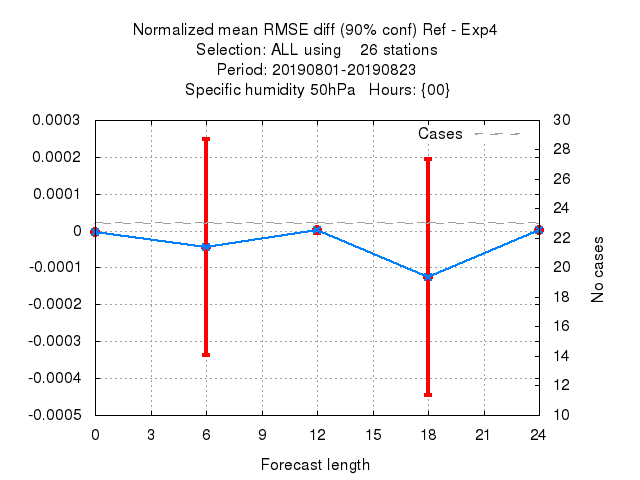 Normalized mean RMSE diff (90% conf) Ref - Exp4
Selection: ALL using    26 stations
Period: 20190801-20190823
Specific humidity 50hPa   Hours: {00}
Cases
0.0003
0.0002
0.0001
0
-0.0001
-0.0002
-0.0003
-0.0004
-0.0005
30
28
26
24
22
20
18
16
14
12
10
No cases
0 3 6 9 12 15 18 21 24
Forecast length